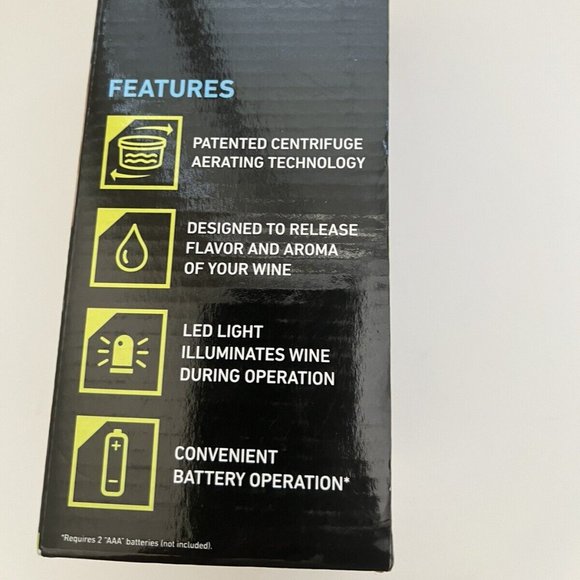 FEATURES
PATENTED CENTRIFUGE
AERATING TECHNOLOGY
DESIGNED TO RELEASE
FLAVOR AND AROMA
OF YOUR WINE
LED LIGHT
ILLUMINATES WINE
DURING OPERATION
CONVENIENT
BATTERY OPERATION*
*Requires 2 "AAA" batteries (not included).